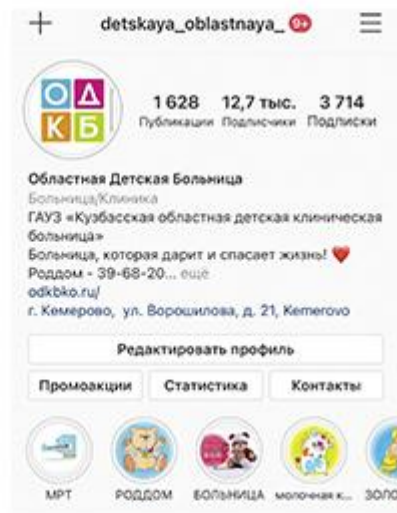 detskaya_oblastnaya_ 9+
ОД
КБ
1 628 12,7 тыс. 3 714
Публикации Подписчики Подписки
Областная Детская Больница
Больница/Клиника
ГАУЗ «Кузбасская областная детская клиническая
больница»
Больница, которая дарит и спасает жизнь! ❤️
Роддом - 39-68-20... ещё
odkbko.ru/
г. Кемерово, ул. Ворошилова, д. 21, Kemerovo
Редактировать профиль
Промоакции Статистика Контакты
МРТ РОДДОМ БОЛЬНИЦА молочная к... ЗОЛО